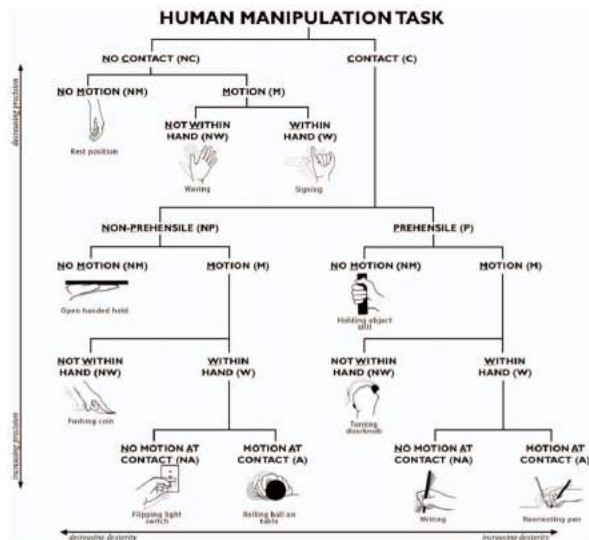 HUMAN MANIPULATION TASK
NO CONTACT (NC)
CONTACT (C)
NO MOTION (NM)
MOTION (M)
Rest position
NOT WITHIN
HAND (NW)
WITHIN
HAND (W)
Waving
Signing
NON-PREHENSILE (NP)
PREHENSILE (P)
NO MOTION (NM)
MOTION (M)
NO MOTION (NM)
MOTION (M)
Open handed hold
Holding object
still
NOT WITHIN
HAND (NW)
WITHIN
HAND (W)
NOT WITHIN
HAND (NW)
WITHIN
HAND (W)
Pushing coin
Turning
doorknob
NO MOTION AT
CONTACT (NA)
MOTION AT
CONTACT (A)
NO MOTION AT
CONTACT (NA)
MOTION AT
CONTACT (A)
Flipping light
switch
Rolling ball on
table
Writing
Reorienting pen
decreasing precision
increasing precision
decreasing dexterity
increasing dexterity